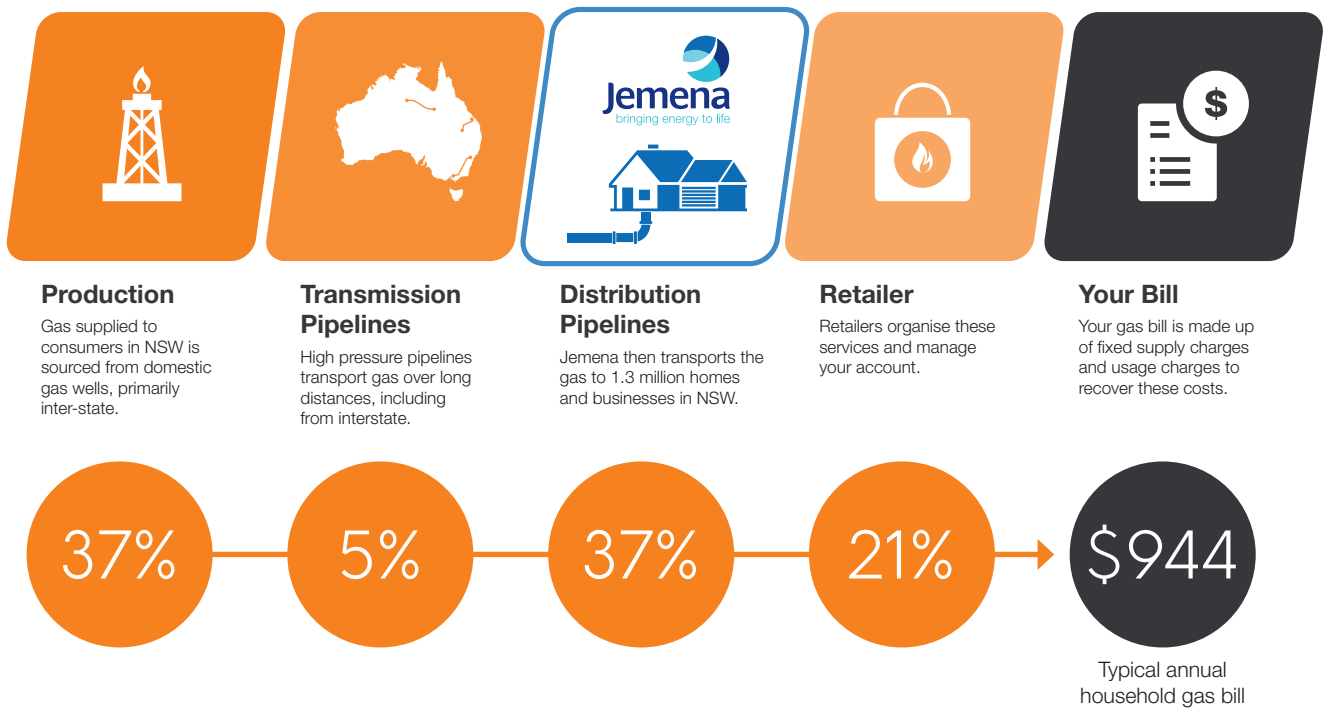 Jemena
bringing energy to life
$
Production
Gas supplied to
consumers in NSW is
sourced from domestic
gas wells, primarily
inter-state.
Transmission
Pipelines
High pressure pipelines
transport gas over long
distances, including
from interstate.
Distribution
Pipelines
Jemena then transports the
gas to 1.3 million homes
and businesses in NSW.
Retailer
Retailers organise these
services and manage
your account.
Your Bill
Your gas bill is made up
of fixed supply charges
and usage charges to
recover these costs.
37%
5%
37%
21%
$944
Typical annual
household gas bill